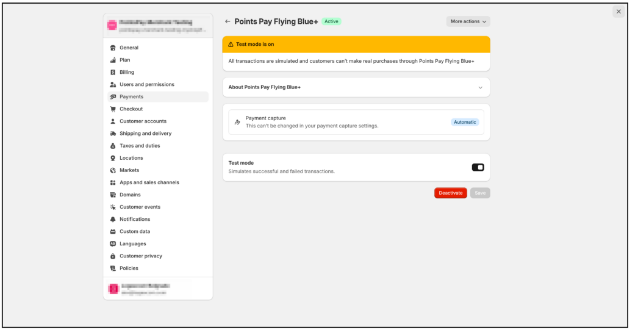 ← Points Pay Flying Blue+ Active
More actions
Test mode is on
All transactions are simulated and customers can't make real purchases through Points Pay Flying Blue+
About Points Pay Flying Blue+
Payment capture
This can't be changed in your payment capture settings.
Automatic
Test mode
Simulates successful and failed transactions.
Deactivate
Save
General
Plan
Billing
Users and permissions
Payments
Checkout
Customer accounts
Shipping and delivery
Taxes and duties
Locations
Markets
Apps and sales channels
Domains
Customer events
Notifications
Custom data
Languages
Customer privacy
Policies